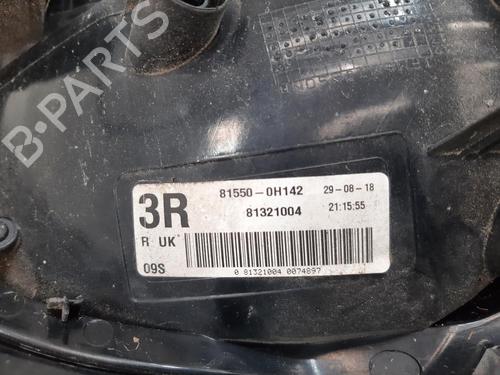 B-PARTS
3R
81550-0H142 29-08-18
81321004 21:15:55
R UK
09S
0 81321004 0074897